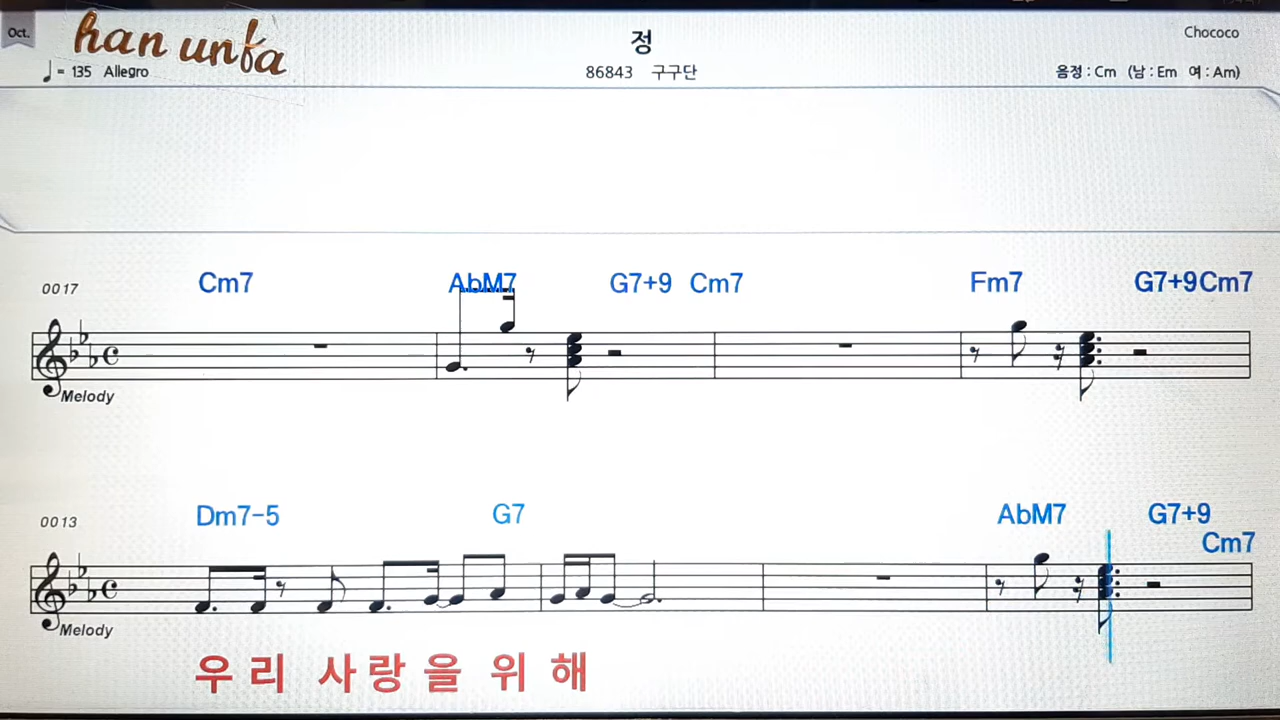 Oct.
han unfa
정
Chococo
= 135 Allegro
86843 구구단
음정 : Cm (남 : Em 여 : Am)
0017
Cm7 AbM7 G7+9 Cm7 Fm7 G7+9 Cm7
Melody
0013
Dm7-5 G7 AbM7 G7+9
Cm7
Melody
우리 사랑을 위해